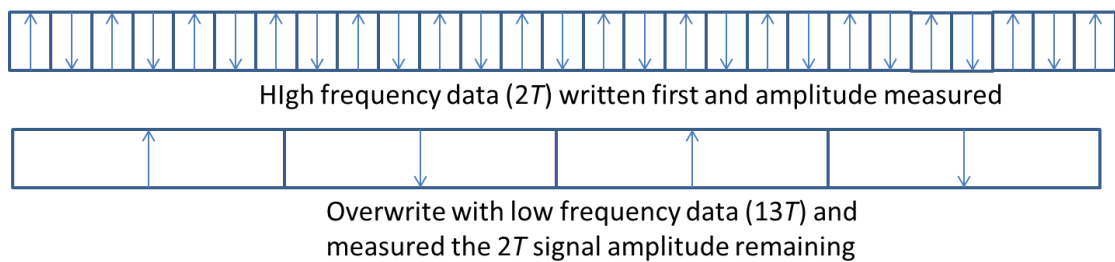 HIgh frequency data (2T) written first and amplitude measured
Overwrite with low frequency data (13T) and
measured the 2T signal amplitude remaining